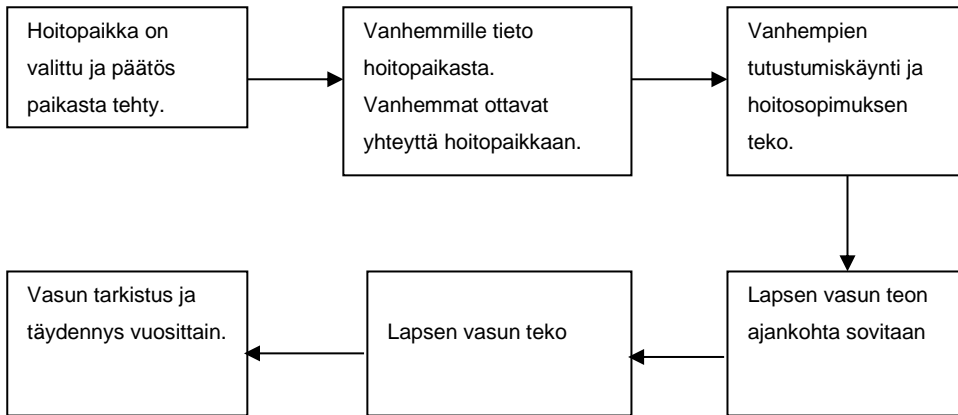 Hoitopaikka on
valittu ja päätös
paikasta tehty.
Vanhemmille tieto
hoitopaikasta.
Vanhemmat ottavat
yhteyttä hoitopaikkaan.
Vanhempien
tutustumiskäynti ja
hoitosopimuksen
teko.
Lapsen vasun teon
ajankohta sovitaan
Lapsen vasun teko
Vasun tarkistus ja
täydennys vuosittain.